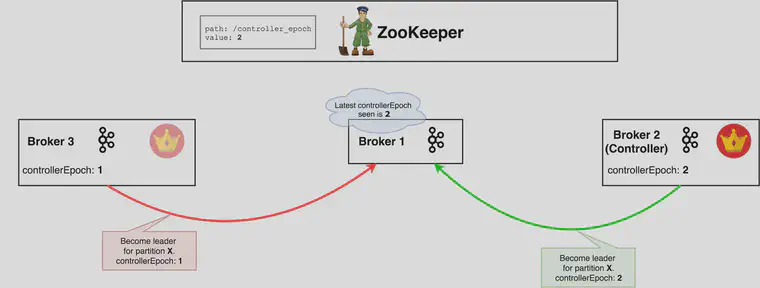 path: /controller_epoch
value: 2
ZooKeeper
Latest controllerEpoch
seen is 2
Broker 3
controllerEpoch: 1
Broker 1
Broker 2
(Controller)
controllerEpoch: 2
Become leader
for partition X.
controllerEpoch: 1
Become leader
for partition X.
controllerEpoch: 2